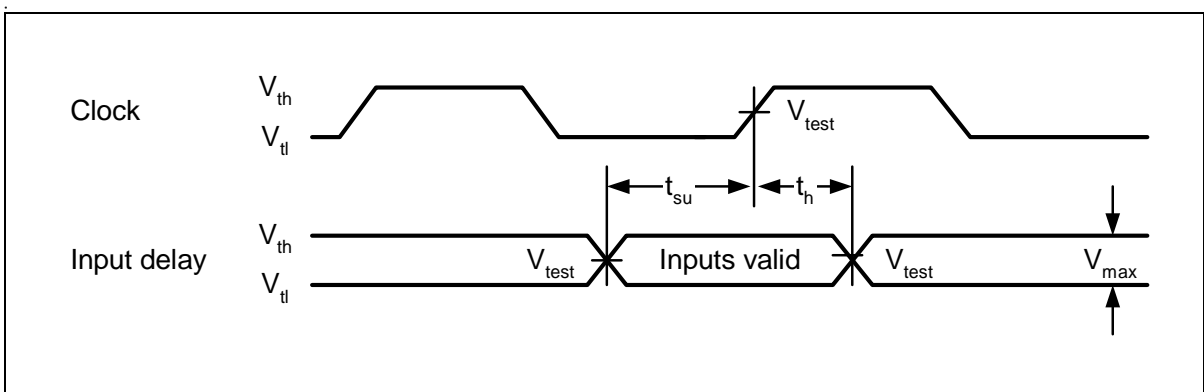 Clock
V_th
V_tl
V_test
t_su
t_h
Input delay
V_th
V_tl
V_test
Inputs valid
V_test
V_max